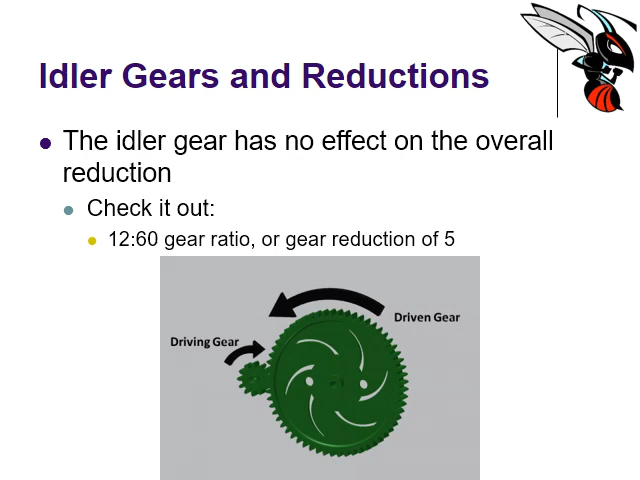 Idler Gears and Reductions
The idler gear has no effect on the overall
reduction
Check it out:
12:60 gear ratio, or gear reduction of 5
Driven Gear
Driving Gear